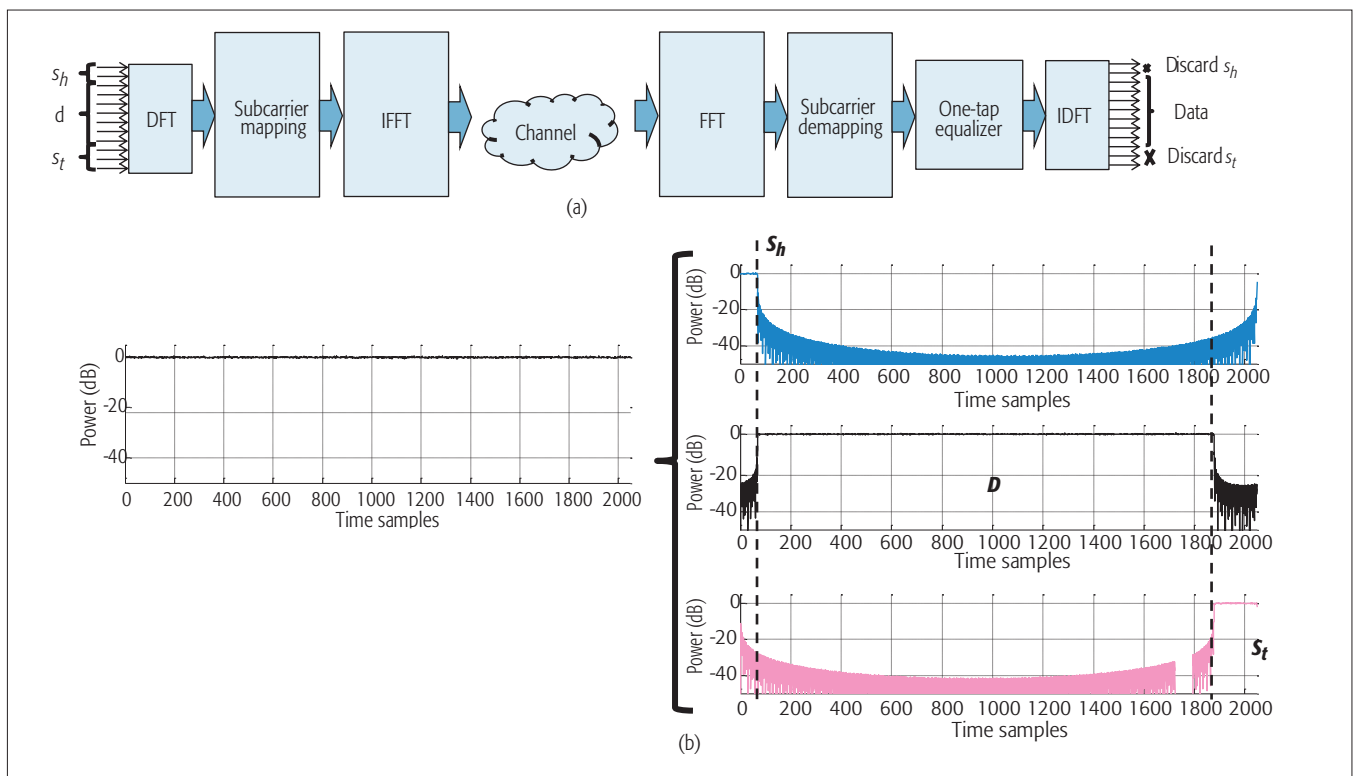 s_h
d
s_t
DFT
Subcarrier
mapping
IFFT
Channel
FFT
Subcarrier
demapping
One-tap
equalizer
IDFT
Discard s_h
Data
Discard s_t
(a)
Power (dB)
0
-20
-40
0 200 400 600 800 1000 1200 1400 1600 1800 2000
Time samples
S_h
Power (dB)
0
-20
-40
0 200 400 600 800 1000 1200 1400 1600 1800 2000
Time samples
Power (dB)
0
-20
-40
D
0 200 400 600 800 1000 1200 1400 1600 1800 2000
Time samples
Power (dB)
0
-20
-40
S_t
0 200 400 600 800 1000 1200 1400 1600 1800 2000
Time samples
(b)